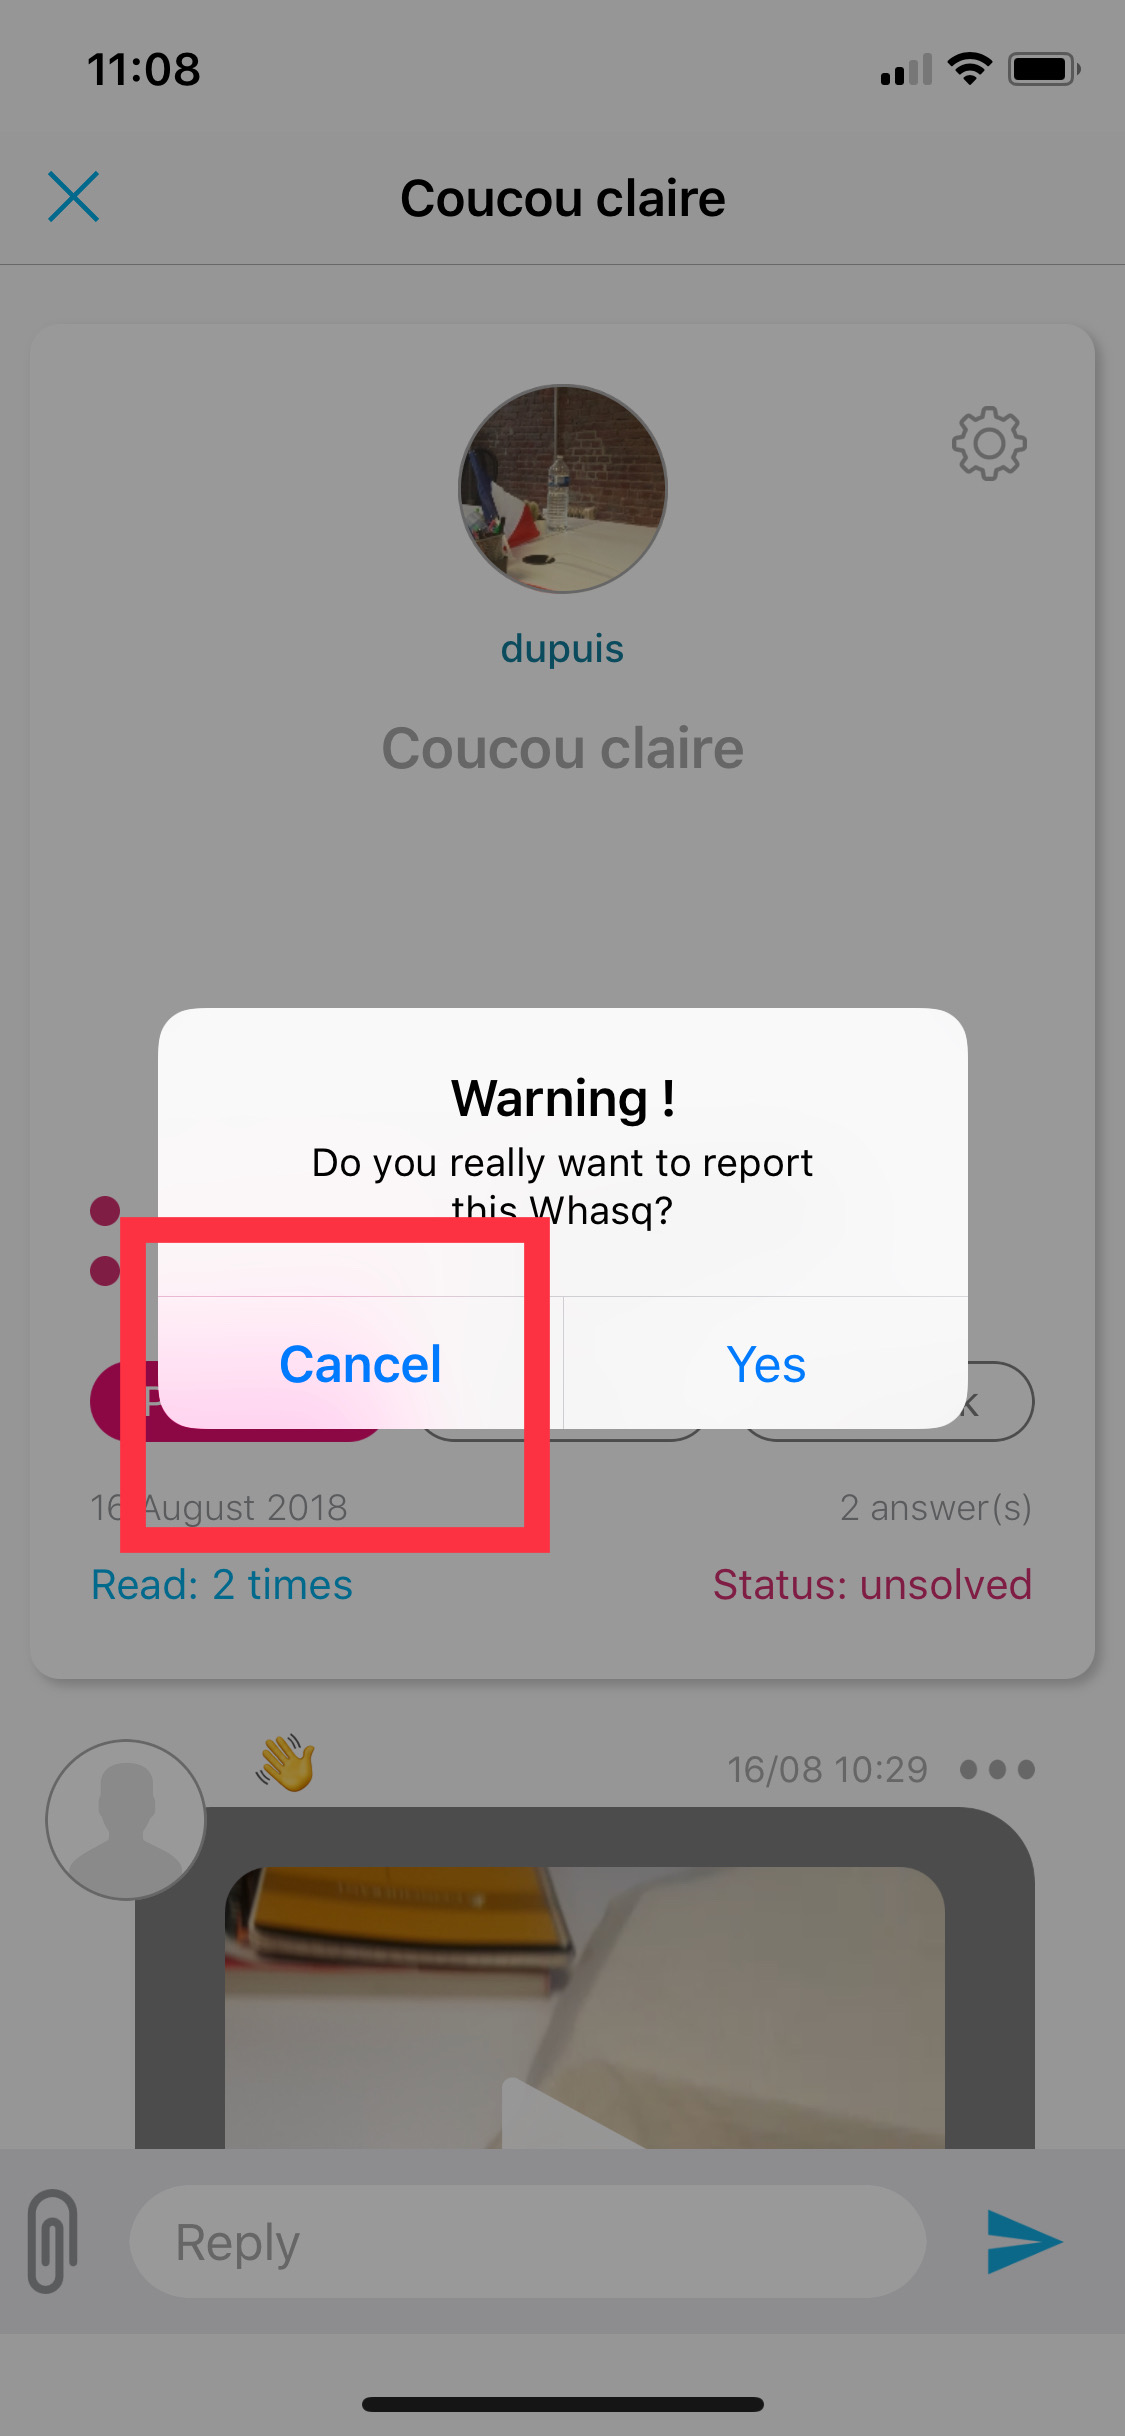 11:08
Coucou claire
dupuis
Coucou claire
Warning !
Do you really want to report
this Whasq?
Cancel
Yes
16 August 2018
2 answer(s)
Read: 2 times
Status: unsolved
16/08 10:29
Reply